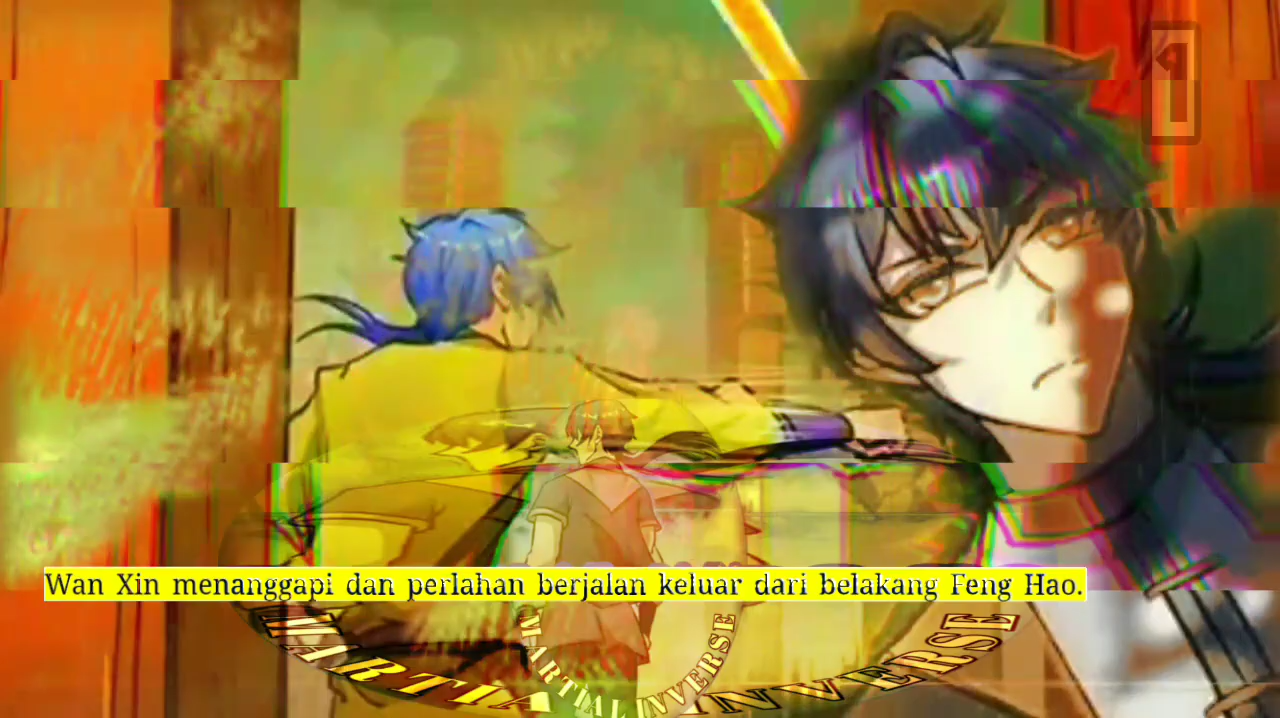 Wan Xin menanggapi dan perlahan berjalan keluar dari belakang Feng Hao.
MARTIAL INVERSE
MARTIAL INVERSE